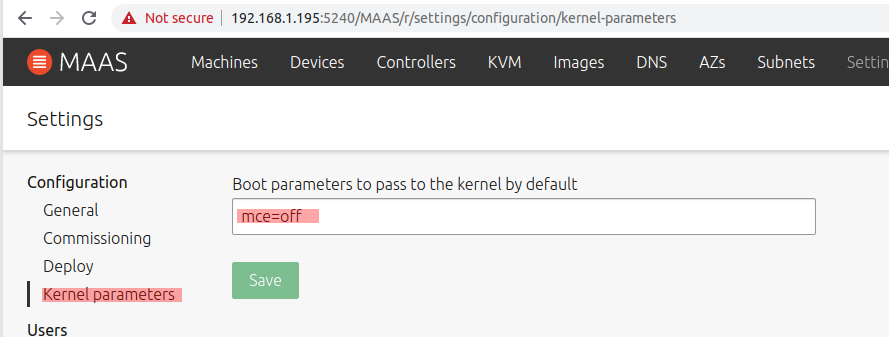 Not secure | 192.168.1.195:5240/MAAS/r/settings/configuration/kernel-parameters
MAAS Machines Devices Controllers KVM Images DNS AZs Subnets
Settings
Configuration
General
Commissioning
Deploy
Kernel parameters
Users
Boot parameters to pass to the kernel by default
mce=off
Save